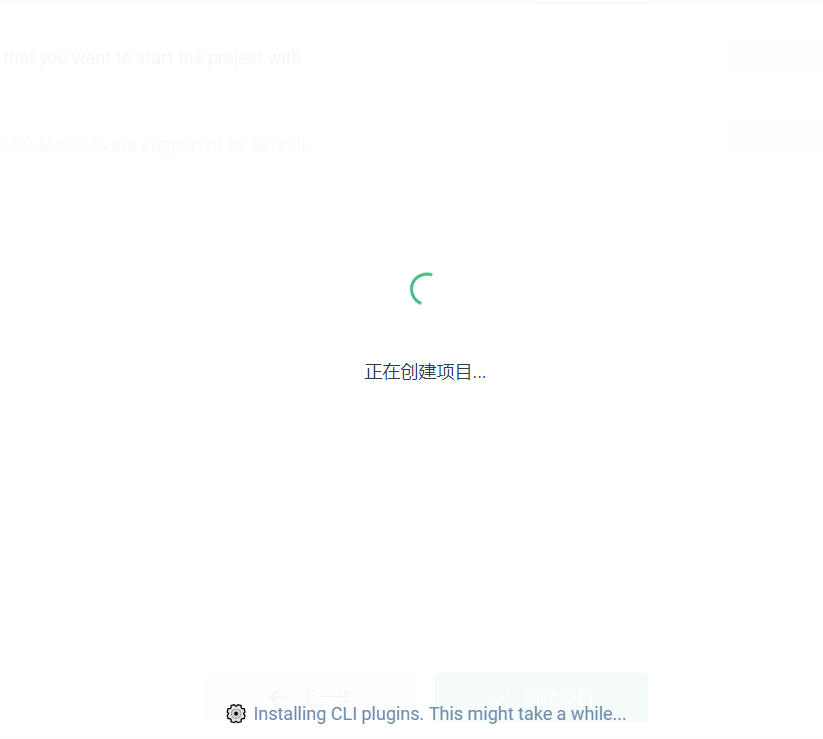 that you want to start the project with
CSS Modules are supported by default.
正在创建项目...
上一步
创建项目
Installing CLI plugins. This might take a while...